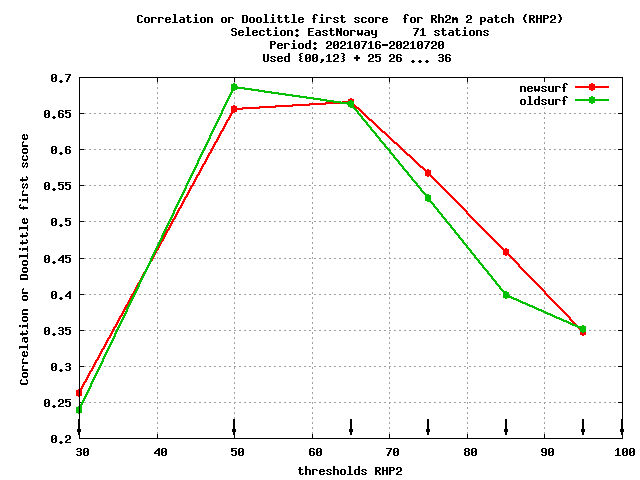 Correlation or Doolittle first score  for Rh2m 2 patch (RHP2)
Selection: EastNorway     71 stations
Period: 20210716-20210720
Used {00,12} + 25 26 ... 36
newsurf
oldsurf
Correlation or Doolittle first score
0.7
0.65
0.6
0.55
0.5
0.45
0.4
0.35
0.3
0.25
0.2
30 40 50 60 70 80 90 100
thresholds RHP2